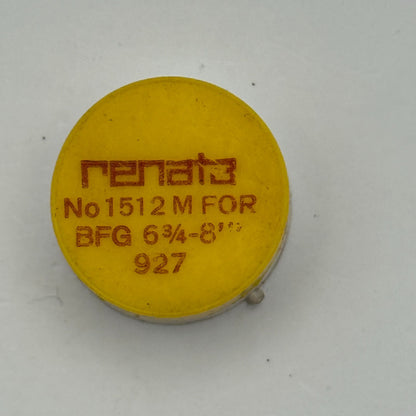 renata
No 1512 M FOR
BFG 6¾-8'''
927